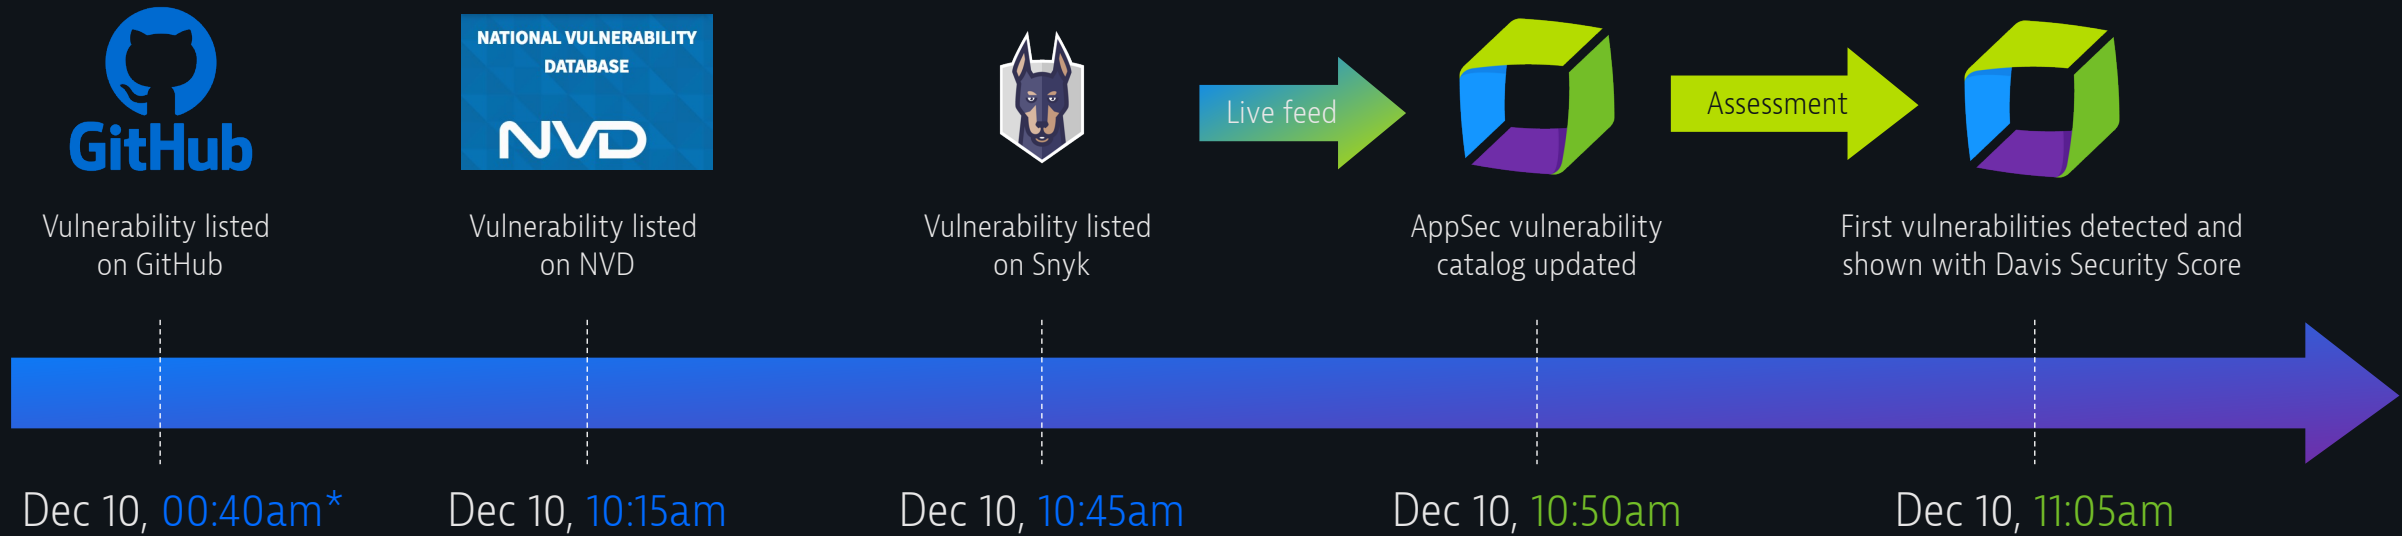 GitHub
NATIONAL VULNERABILITY
DATABASE
NVD
Live feed
Assessment
Vulnerability listed
on GitHub
Vulnerability listed
on NVD
Vulnerability listed
on Snyk
AppSec vulnerability
catalog updated
First vulnerabilities detected and
shown with Davis Security Score
Dec 10, 00:40am*
Dec 10, 10:15am
Dec 10, 10:45am
Dec 10, 10:50am
Dec 10, 11:05am